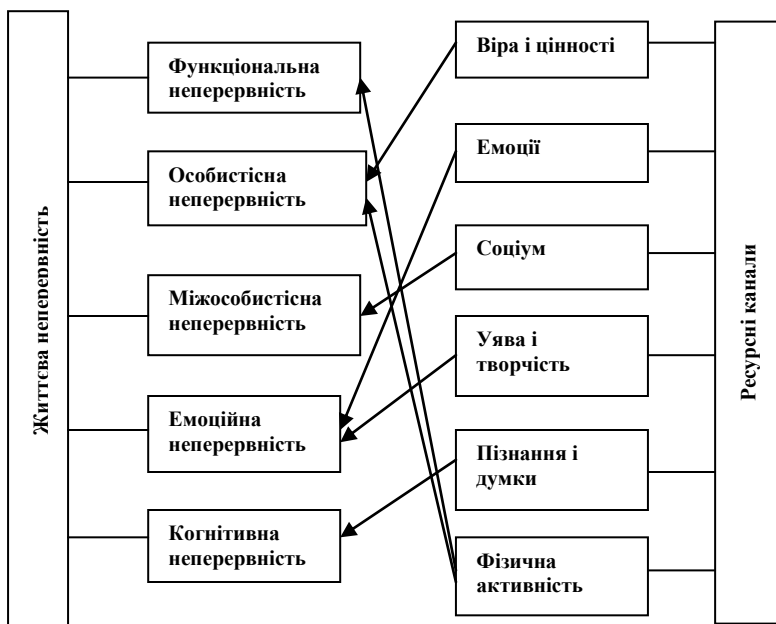 Життєва неперервність
Функціональна
неперервність
Особистісна
неперервність
Міжособистісна
неперервність
Емоційна
неперервність
Когнітивна
неперервність
Віра і цінності
Емоції
Соціум
Уява і
творчість
Пізнання і
думки
Фізична
активність
Ресурсні канали